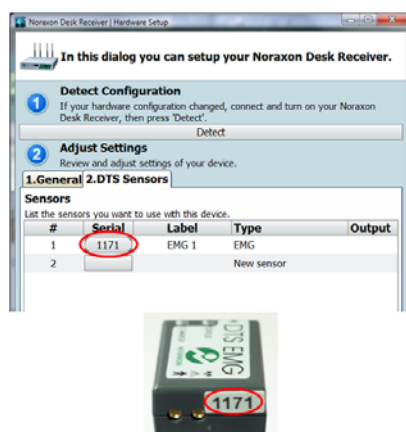 Noraxon Desk Receiver | Hardware Setup
In this dialog you can setup your Noraxon Desk Receiver.
1
Detect Configuration
If your hardware configuration changed, connect and turn on your Noraxon
Desk Receiver, then press 'Detect'.
Detect
2
Adjust Settings
Review and adjust settings of your device.
1.General 2.DTS Sensors
Sensors
List the sensors you want to use with this device.
# Serial Label Type Output
1 1171 EMG 1 EMG
2 New sensor
DTS EMG
1171